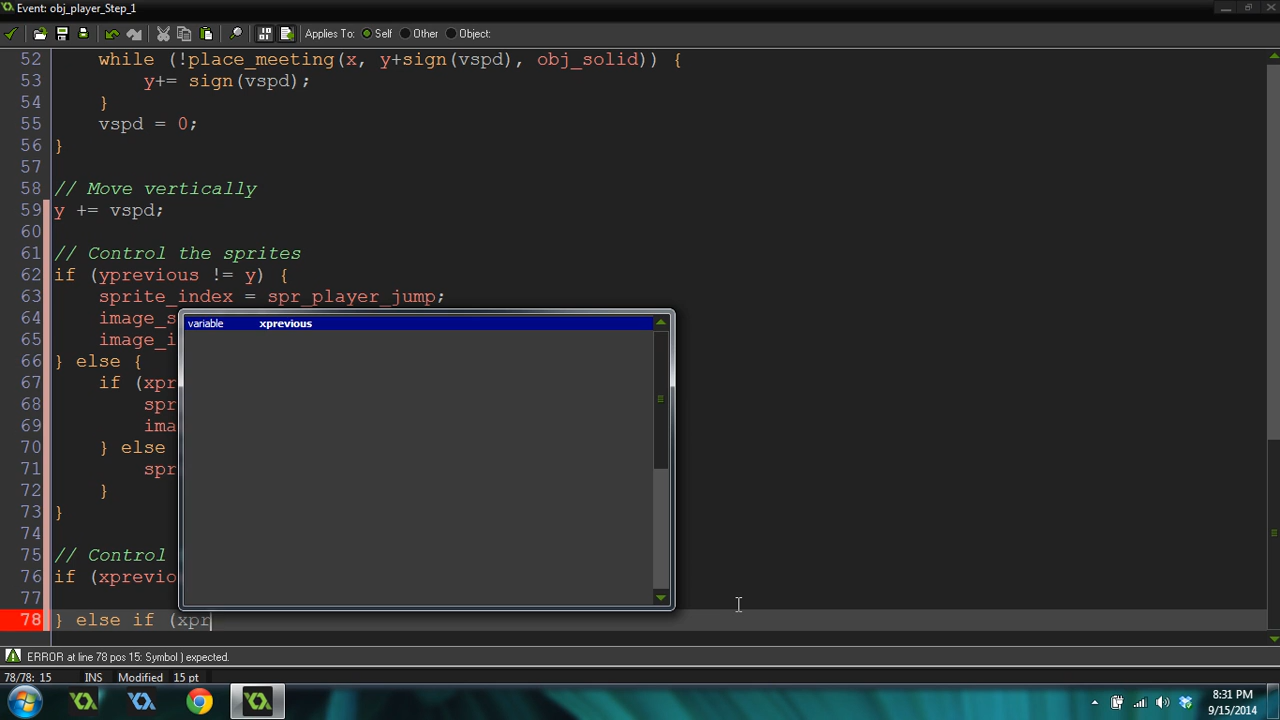 Event: obj_player_Step_1
Applies To: Self Other Object:
52 while (!place_meeting(x, y+sign(vspd), obj_solid)) {
53 y+= sign(vspd);
54 }
55 vspd = 0;
56 }
57
58 // Move vertically
59 y += vspd;
60
61 // Control the sprites
62 if (yprevious != y) {
63 sprite_index = spr_player_jump;
64 image_s
variable xprevious
65 image_i
66 } else {
67 if (xpr
68 spr
69 ima
70 } else
71 spr
72 }
73 }
74
75 // Control
76 if (xprevio
77
78 } else if (xpr
ERROR at line 78 pos 15: Symbol ) expected.
78/78: 15 INS Modified 15 pt
8:31 PM
9/15/2014